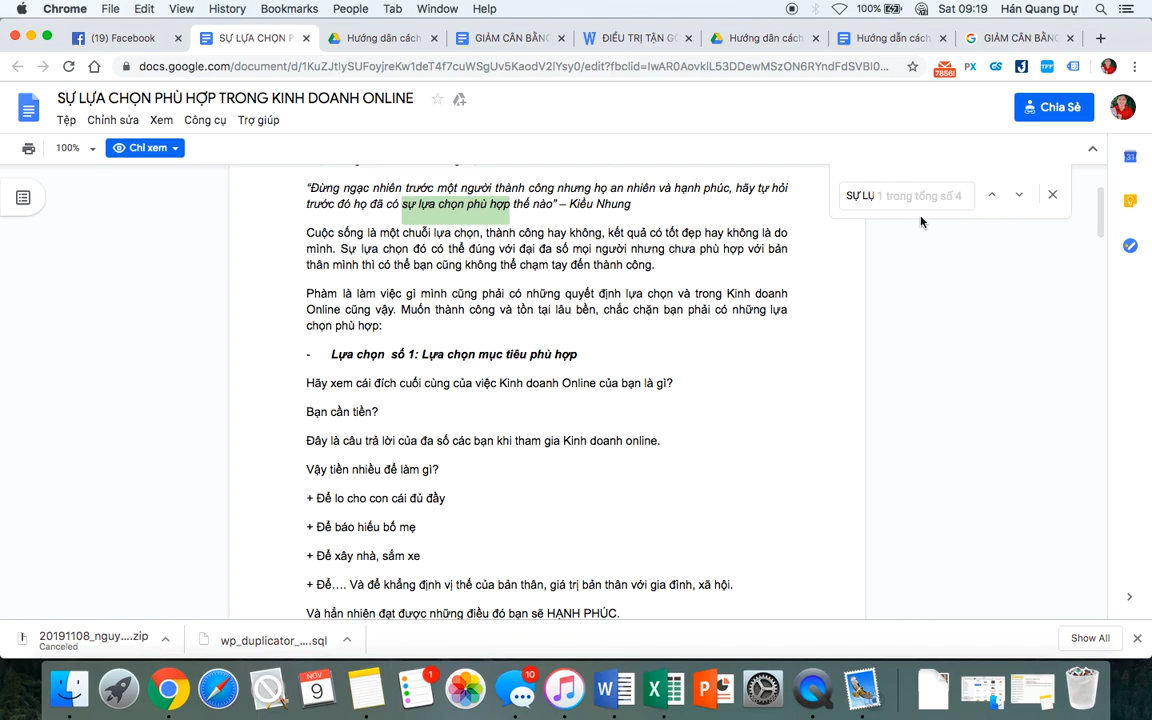 Chrome File Edit View History Bookmarks People Tab Window Help 100% Sat 09:19 Hán Quang Dự
(19) Facebook
SỰ LỰA CHỌN P
Hướng dẫn cách
GIẢM CÂN BẰNG
ĐIỀU TRỊ TẬN GỐ
Hướng dẫn cách
Hướng dẫn cách
GIẢM CÂN BẰNG
docs.google.com/document/d/1KuZJtIySUFoyjreKw1deT4f7cuWSgUv5KaodV2lYsy0/edit?fbclid=IwAR0AovkIL53DDewMSzON6RYndFdSVBI0...
7856!
PX
GS
TFF
SỰ LỰA CHỌN PHÙ HỢP TRONG KINH DOANH ONLINE
Chia Sẻ
Tệp Chỉnh sửa Xem Công cụ Trợ giúp
100% Chỉ xem
31
SỰ LỰ 1 trong tổng số 4
“Đừng ngạc nhiên trước một người thành công nhưng họ an nhiên và hạnh phúc, hãy tự hỏi
trước đó họ đã có sự lựa chọn phù hợp thế nào” – Kiều Nhung
Cuộc sống là một chuỗi lựa chọn, thành công hay không, kết quả có tốt đẹp hay không là do
mình. Sự lựa chọn đó có thể đúng với đại đa số mọi người nhưng chưa phù hợp với bản
thân mình thì có thể bạn cũng không thể chạm tay đến thành công.
Phàm là làm việc gì mình cũng phải có những quyết định lựa chọn và trong Kinh doanh
Online cũng vậy. Muốn thành công và tồn tại lâu bền, chắc chặn bạn phải có những lựa
chọn phù hợp:
- Lựa chọn số 1: Lựa chọn mục tiêu phù hợp
Hãy xem cái đích cuối cùng của việc Kinh doanh Online của bạn là gì?
Bạn cần tiền?
Đây là câu trả lời của đa số các bạn khi tham gia Kinh doanh online.
Vậy tiền nhiều để làm gì?
+ Để lo cho con cái đủ đầy
+ Để báo hiếu bố mẹ
+ Để xây nhà, sắm xe
+ Để…. Và để khẳng định vị thế của bản thân, giá trị bản thân với gia đình, xã hội.
Và hẳn nhiên đạt được những điều đó bạn sẽ HẠNH PHÚC.
20191108_nguy....zip
Canceled
wp_duplicator_....sql
Show All
NOV
9
1
10